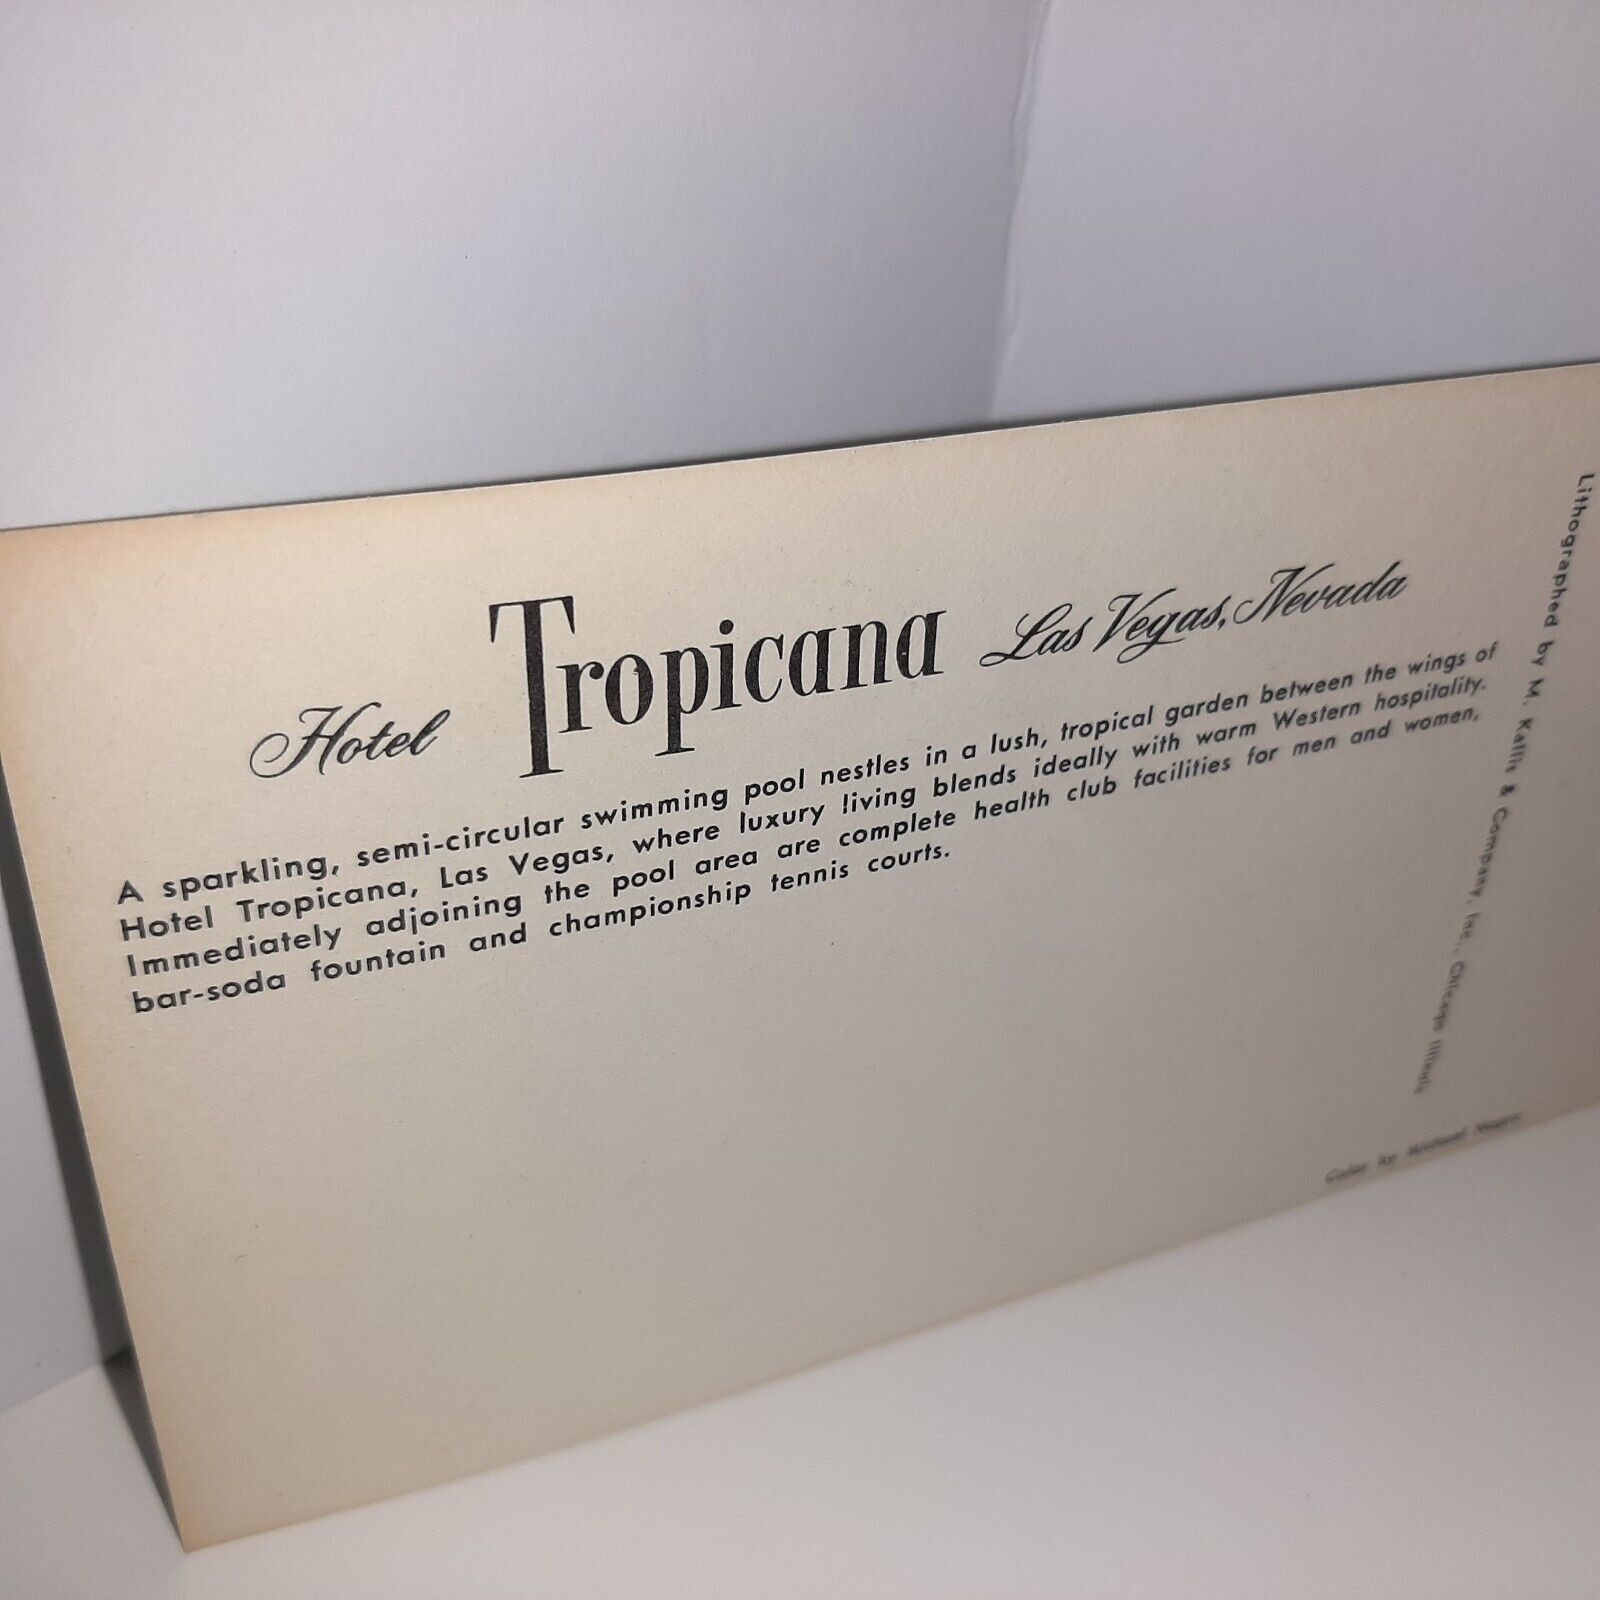 Hotel Tropicana Las Vegas, Nevada
A sparkling, semi-circular swimming pool nestles in a lush, tropical garden between the wings of
Hotel Tropicana, Las Vegas, where luxury living blends ideally with warm Western hospitality.
Immediately adjoining the pool area are complete health club facilities for men and women,
bar-soda fountain and championship tennis courts.
Lithographed by M. Kallis & Company, Inc., Chicago Illinois
Color by Michael